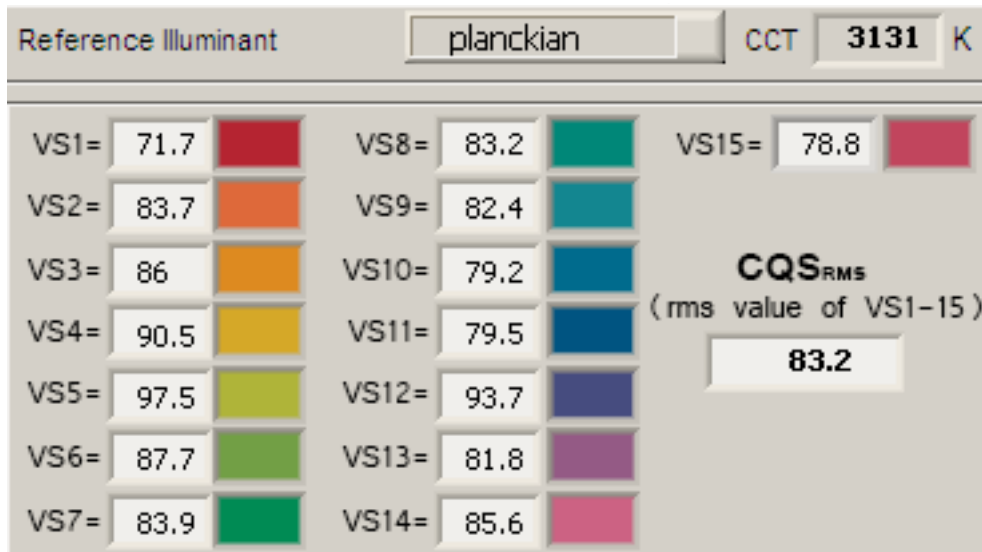 Reference Illuminant planckian CCT 3131 K
VS1= 71.7 VS8= 83.2 VS15= 78.8
VS2= 83.7 VS9= 82.4
VS3= 86 VS10= 79.2 CQSRMS
VS4= 90.5 VS11= 79.5 (rms value of VS1-15)
VS5= 97.5 VS12= 93.7 83.2
VS6= 87.7 VS13= 81.8
VS7= 83.9 VS14= 85.6